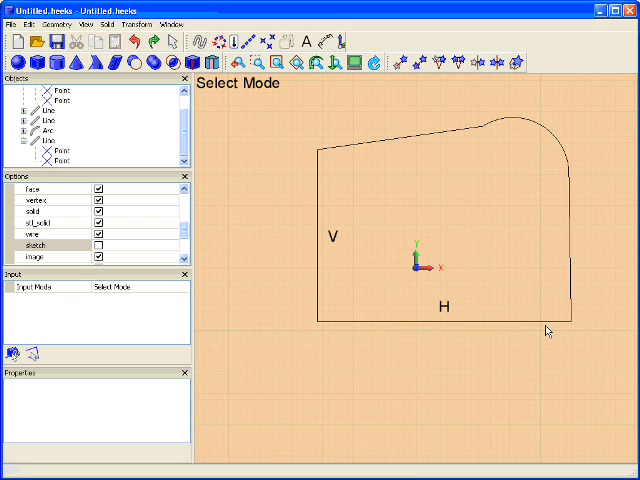 Untitled.heeks - Untitled.heeks
File Edit Geometry View Solid Transform Window
A
Objects
Point
Point
Line
Line
Arc
Line
Point
Point
Options
face
vertex
solid
stl_solid
wire
sketch
image
Input
Input Mode Select Mode
Properties
Select Mode
V
H
Y
X